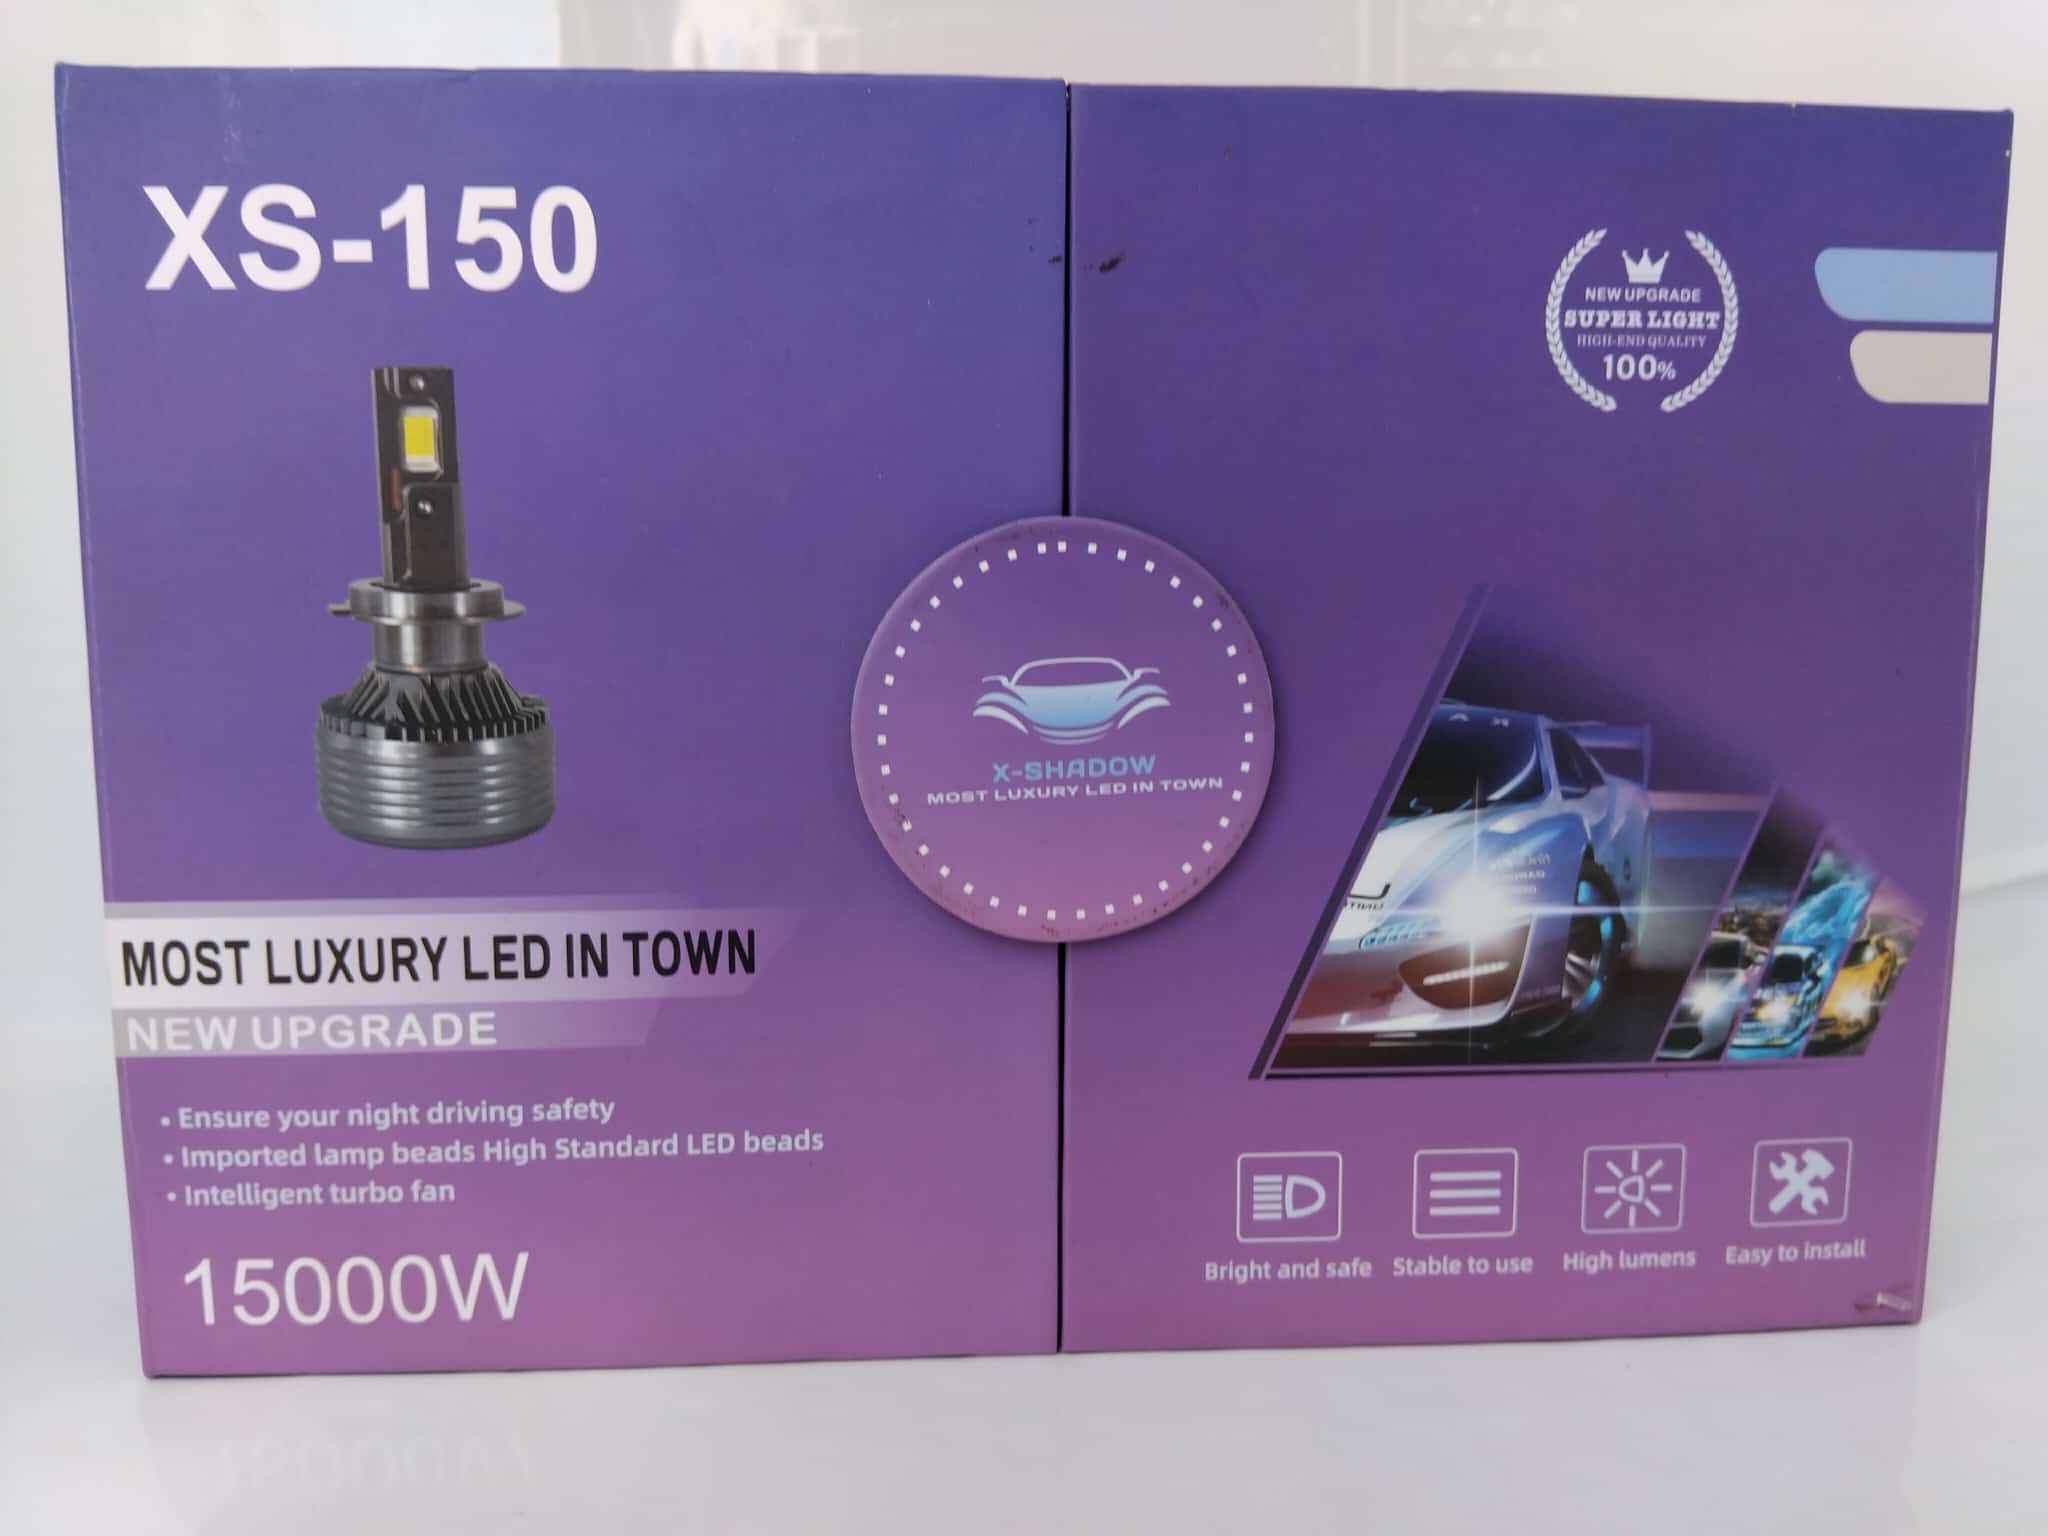 XS-150
MOST LUXURY LED IN TOWN
NEW UPGRADE
• Ensure your night driving safety
• Imported lamp beads High Standard LED beads
• Intelligent turbo fan
15000W
X-SHADOW
MOST LUXURY LED IN TOWN
NEW UPGRADE
SUPER LIGHT
HIGH-END QUALITY
100%
Bright and safe
Stable to use
High lumens
Easy to install